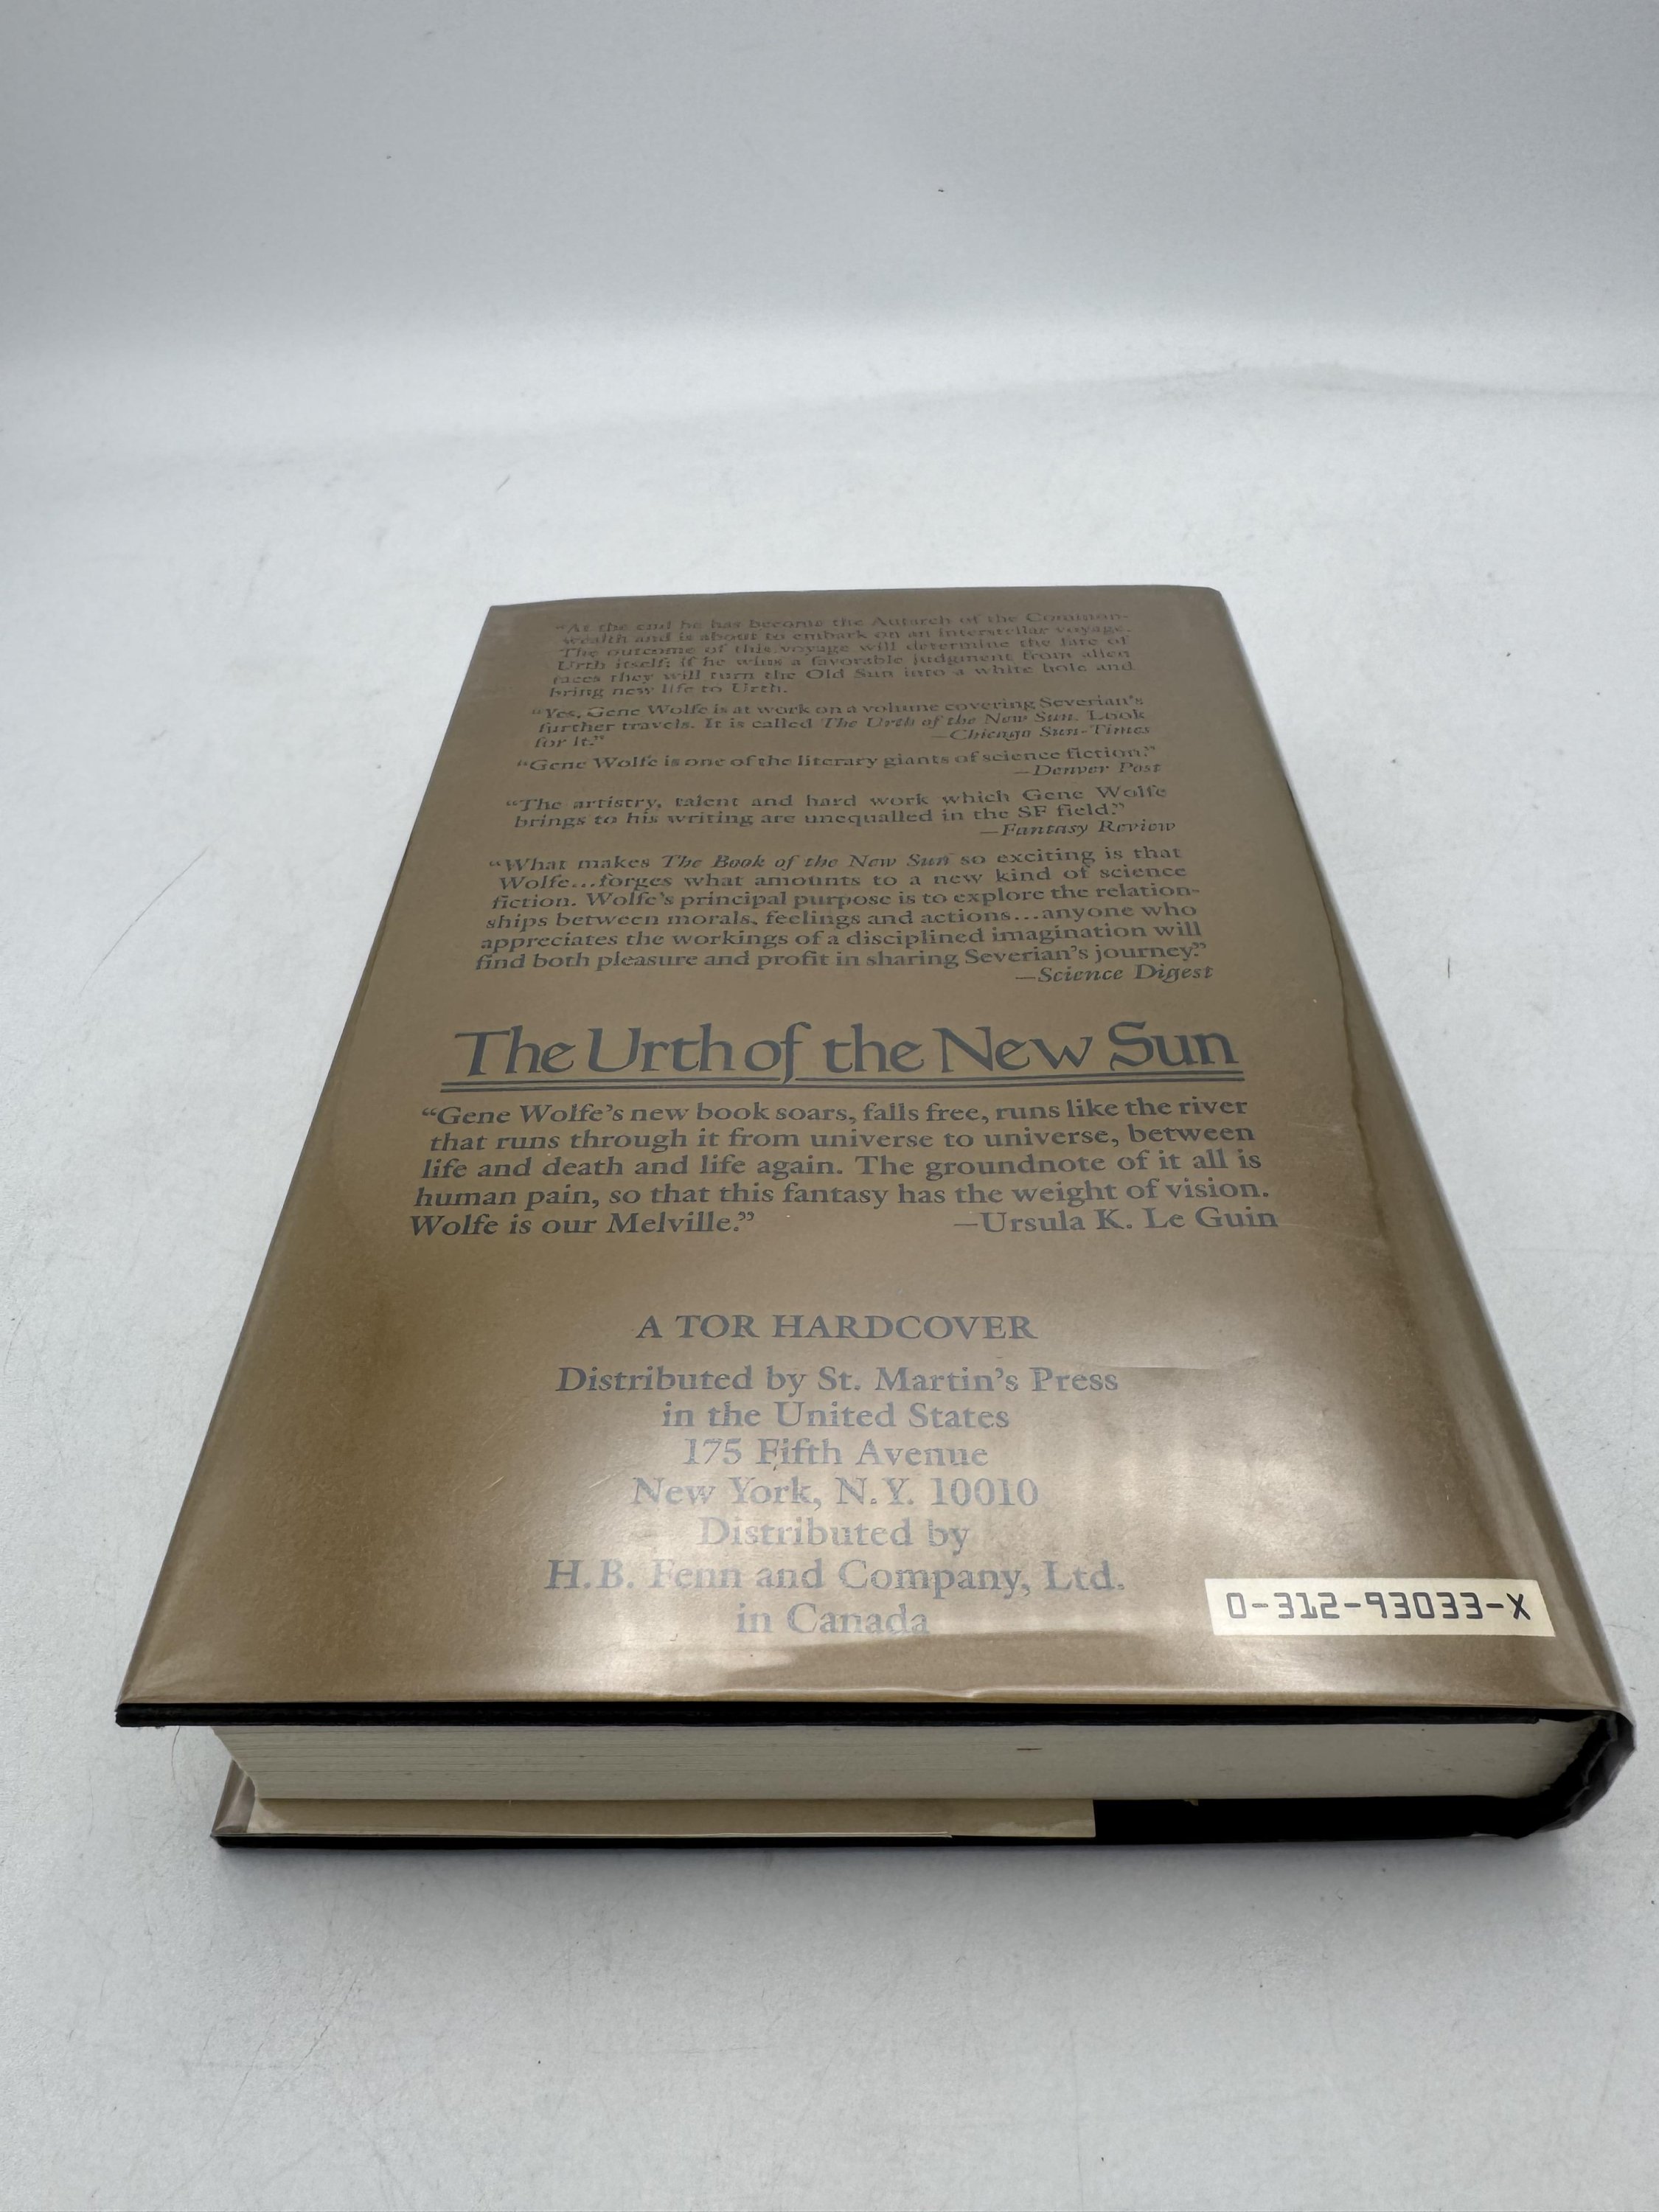 “At the end he has become the Autarch of the Common-
wealth and is about to embark on an interstellar voyage.
The outcome of this voyage will determine the fate of
Urth itself; if he wins a favorable judgment from alien
races they will turn the Old Sun into a white hole and
bring new life to Urth.
“Yes, Gene Wolfe is at work on a volume covering Severian’s
further travels. It is called The Urth of the New Sun. Look
for it.”
—Chicago Sun-Times
“Gene Wolfe is one of the literary giants of science fiction.”
—Denver Post
“The artistry, talent and hard work which Gene Wolfe
brings to his writing are unequalled in the SF field.”
—Fantasy Review
“What makes The Book of the New Sun so exciting is that
Wolfe...forges what amounts to a new kind of science
fiction. Wolfe’s principal purpose is to explore the relation-
ships between morals, feelings and actions...anyone who
appreciates the workings of a disciplined imagination will
find both pleasure and profit in sharing Severian’s journey.”
—Science Digest
The Urth of the New Sun
“Gene Wolfe’s new book soars, falls free, runs like the river
that runs through it from universe to universe, between
life and death and life again. The groundnote of it all is
human pain, so that this fantasy has the weight of vision.
Wolfe is our Melville.” —Ursula K. Le Guin
A TOR HARDCOVER
Distributed by St. Martin’s Press
in the United States
175 Fifth Avenue
New York, N.Y. 10010
Distributed by
H.B. Fenn and Company, Ltd.
in Canada
0-312-93033-X